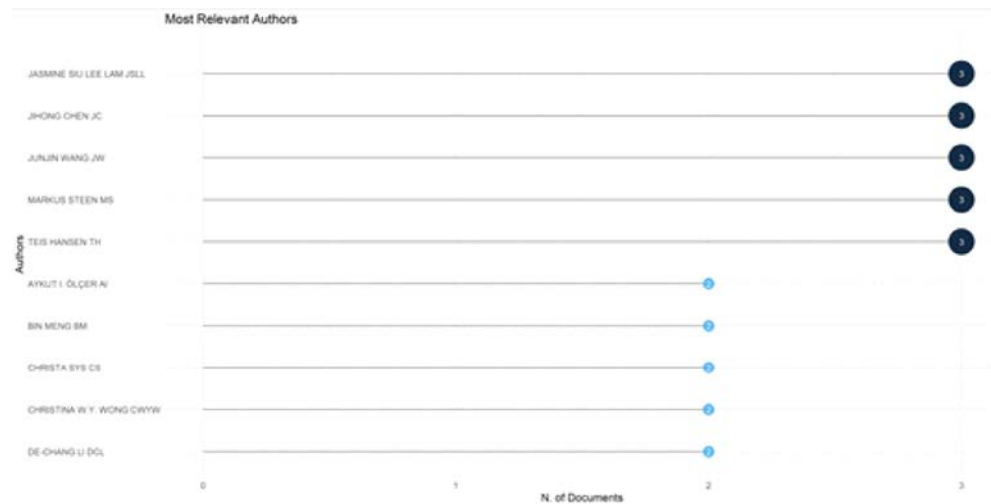 Most Relevant Authors
JASMINE SIU LEE LAM JSLL 3
JIHONG CHEN JC 3
JUNJIN WANG JW 3
MARKUS STEEN MS 3
TEIS HANSEN TH 3
Authors
AYKUT I. ÖLÇER AI 2
BIN MENG BM 2
CHRISTA SYS CS 2
CHRISTINA W.Y. WONG CWYW 2
DE-CHANG LI DCL 2
0 1 2 3
N. of Documents